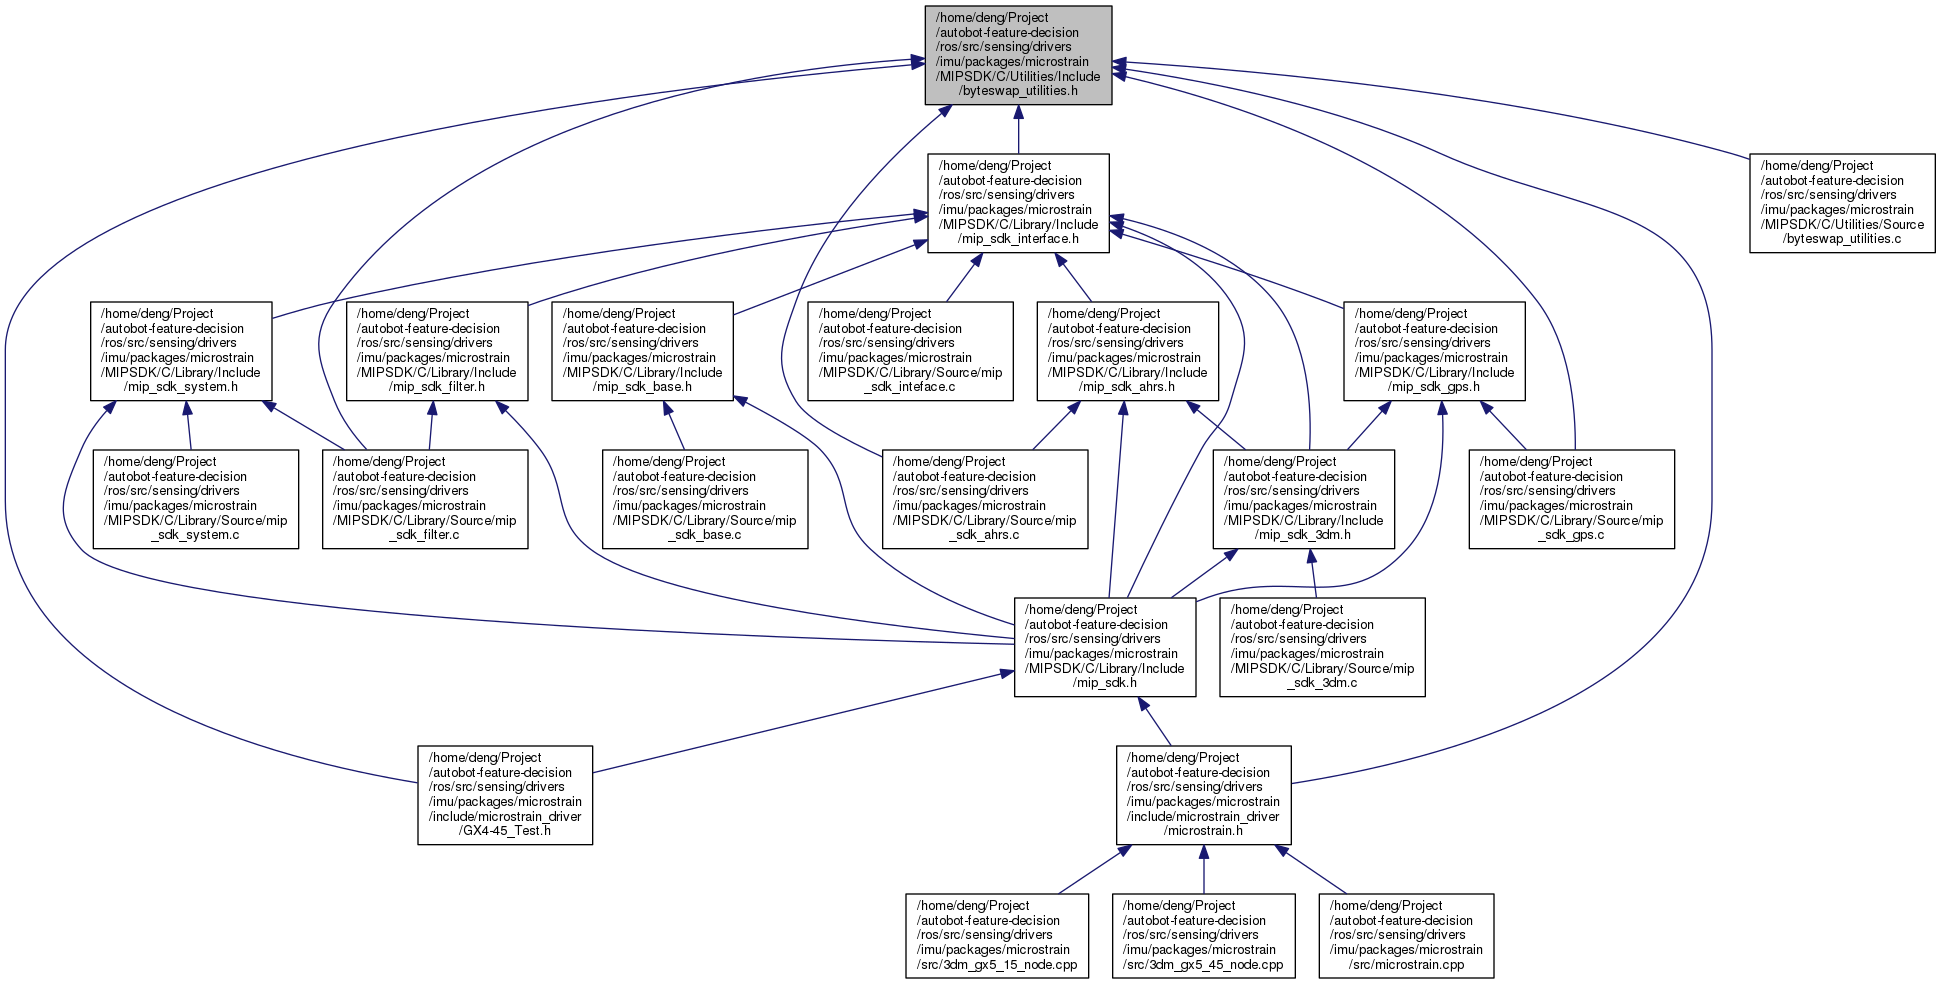 /home/deng/Project
/autobot-feature-decision
/ros/src/sensing/drivers
/imu/packages/microstrain
/MIPSDK/C/Utilities/Include
/byteswap_utilities.h
/home/deng/Project
/autobot-feature-decision
/ros/src/sensing/drivers
/imu/packages/microstrain
/MIPSDK/C/Library/Include
/mip_sdk_interface.h
/home/deng/Project
/autobot-feature-decision
/ros/src/sensing/drivers
/imu/packages/microstrain
/MIPSDK/C/Utilities/Source
/byteswap_utilities.c
/home/deng/Project
/autobot-feature-decision
/ros/src/sensing/drivers
/imu/packages/microstrain
/MIPSDK/C/Library/Include
/mip_sdk_system.h
/home/deng/Project
/autobot-feature-decision
/ros/src/sensing/drivers
/imu/packages/microstrain
/MIPSDK/C/Library/Include
/mip_sdk_filter.h
/home/deng/Project
/autobot-feature-decision
/ros/src/sensing/drivers
/imu/packages/microstrain
/MIPSDK/C/Library/Include
/mip_sdk_base.h
/home/deng/Project
/autobot-feature-decision
/ros/src/sensing/drivers
/imu/packages/microstrain
/MIPSDK/C/Library/Source/mip
_sdk_inteface.c
/home/deng/Project
/autobot-feature-decision
/ros/src/sensing/drivers
/imu/packages/microstrain
/MIPSDK/C/Library/Include
/mip_sdk_ahrs.h
/home/deng/Project
/autobot-feature-decision
/ros/src/sensing/drivers
/imu/packages/microstrain
/MIPSDK/C/Library/Include
/mip_sdk_gps.h
/home/deng/Project
/autobot-feature-decision
/ros/src/sensing/drivers
/imu/packages/microstrain
/MIPSDK/C/Library/Source/mip
_sdk_system.c
/home/deng/Project
/autobot-feature-decision
/ros/src/sensing/drivers
/imu/packages/microstrain
/MIPSDK/C/Library/Source/mip
_sdk_filter.c
/home/deng/Project
/autobot-feature-decision
/ros/src/sensing/drivers
/imu/packages/microstrain
/MIPSDK/C/Library/Source/mip
_sdk_base.c
/home/deng/Project
/autobot-feature-decision
/ros/src/sensing/drivers
/imu/packages/microstrain
/MIPSDK/C/Library/Source/mip
_sdk_ahrs.c
/home/deng/Project
/autobot-feature-decision
/ros/src/sensing/drivers
/imu/packages/microstrain
/MIPSDK/C/Library/Include
/mip_sdk_3dm.h
/home/deng/Project
/autobot-feature-decision
/ros/src/sensing/drivers
/imu/packages/microstrain
/MIPSDK/C/Library/Source/mip
_sdk_gps.c
/home/deng/Project
/autobot-feature-decision
/ros/src/sensing/drivers
/imu/packages/microstrain
/MIPSDK/C/Library/Include
/mip_sdk.h
/home/deng/Project
/autobot-feature-decision
/ros/src/sensing/drivers
/imu/packages/microstrain
/MIPSDK/C/Library/Source/mip
_sdk_3dm.c
/home/deng/Project
/autobot-feature-decision
/ros/src/sensing/drivers
/imu/packages/microstrain
/include/microstrain_driver
/GX4-45_Test.h
/home/deng/Project
/autobot-feature-decision
/ros/src/sensing/drivers
/imu/packages/microstrain
/include/microstrain_driver
/microstrain.h
/home/deng/Project
/autobot-feature-decision
/ros/src/sensing/drivers
/imu/packages/microstrain
/src/3dm_gx5_15_node.cpp
/home/deng/Project
/autobot-feature-decision
/ros/src/sensing/drivers
/imu/packages/microstrain
/src/3dm_gx5_45_node.cpp
/home/deng/Project
/autobot-feature-decision
/ros/src/sensing/drivers
/imu/packages/microstrain
/src/microstrain.cpp